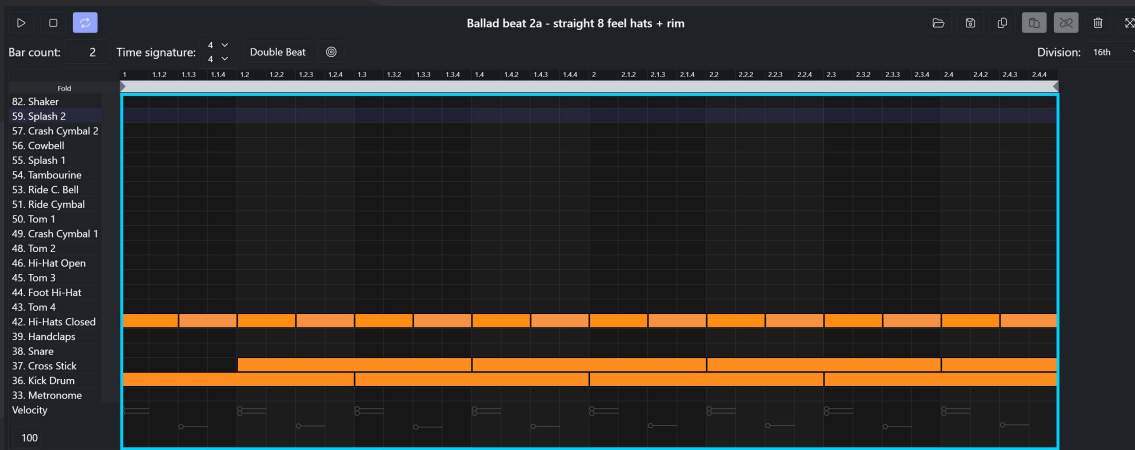 Ballad beat 2a - straight 8 feel hats + rim
Bar count: 2 Time signature: 4 4 Double Beat Division: 16th
1 1.1.2 1.1.3 1.1.4 1.2 1.2.2 1.2.3 1.2.4 1.3 1.3.2 1.3.3 1.3.4 1.4 1.4.2 1.4.3 1.4.4 2 2.1.2 2.1.3 2.1.4 2.2 2.2.2 2.2.3 2.2.4 2.3 2.3.2 2.3.3 2.3.4 2.4 2.4.2 2.4.3 2.4.4
Fold
82. Shaker
59. Splash 2
57. Crash Cymbal 2
56. Cowbell
55. Splash 1
54. Tambourine
53. Ride C. Bell
51. Ride Cymbal
50. Tom 1
49. Crash Cymbal 1
48. Tom 2
46. Hi-Hat Open
45. Tom 3
44. Foot Hi-Hat
43. Tom 4
42. Hi-Hats Closed
39. Handclaps
38. Snare
37. Cross Stick
36. Kick Drum
33. Metronome
Velocity
100